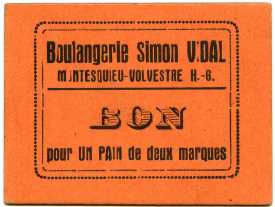 Boulangerie Simon VIDAL
MONTESQUIEU-VOLVESTRE H.-G.
BON
pour UN PAIN de deux marques